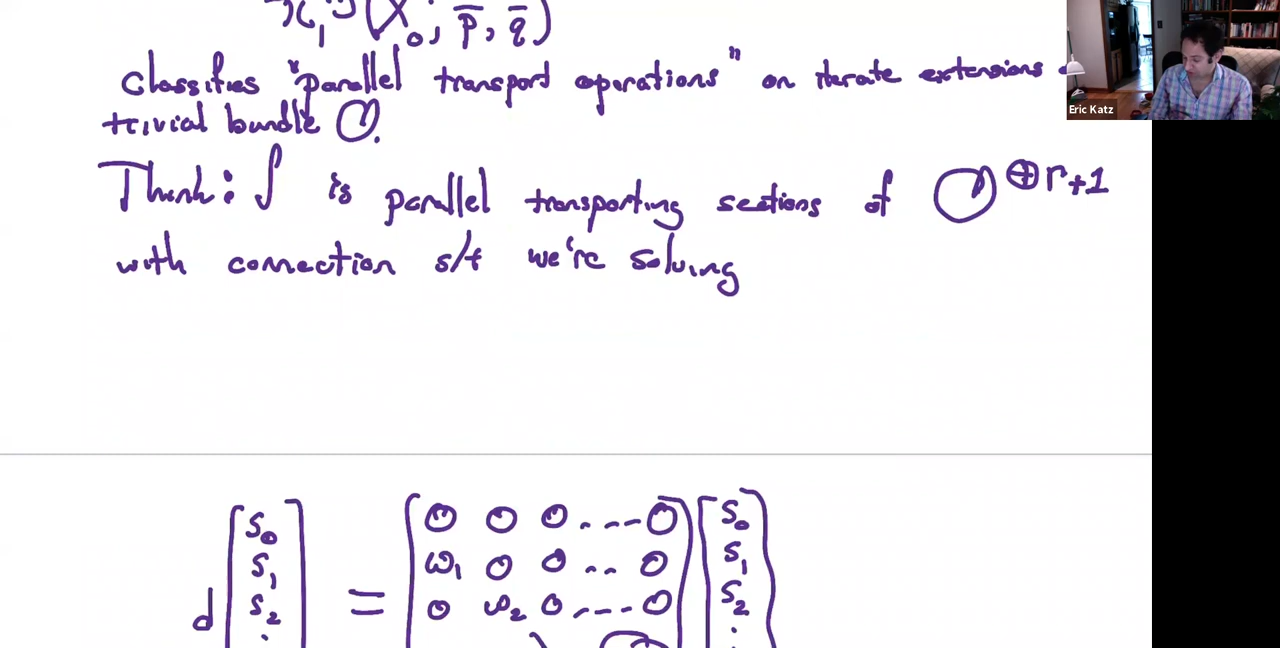 (X₀; p̄, q̄)
classifies "parallel transport operations" on iterate extensions
trivial bundle O.
Think: ∫ is parallel transporting sections of O^⊕r+1
with connection s/t we're solving
d [s₀ s₁ s₂ ⋮ = [0 0 0 ... 0 [s₀
ω₁ 0 0 .. 0 s₁
0 ω₂ 0 ... 0 s₂
Eric Katz